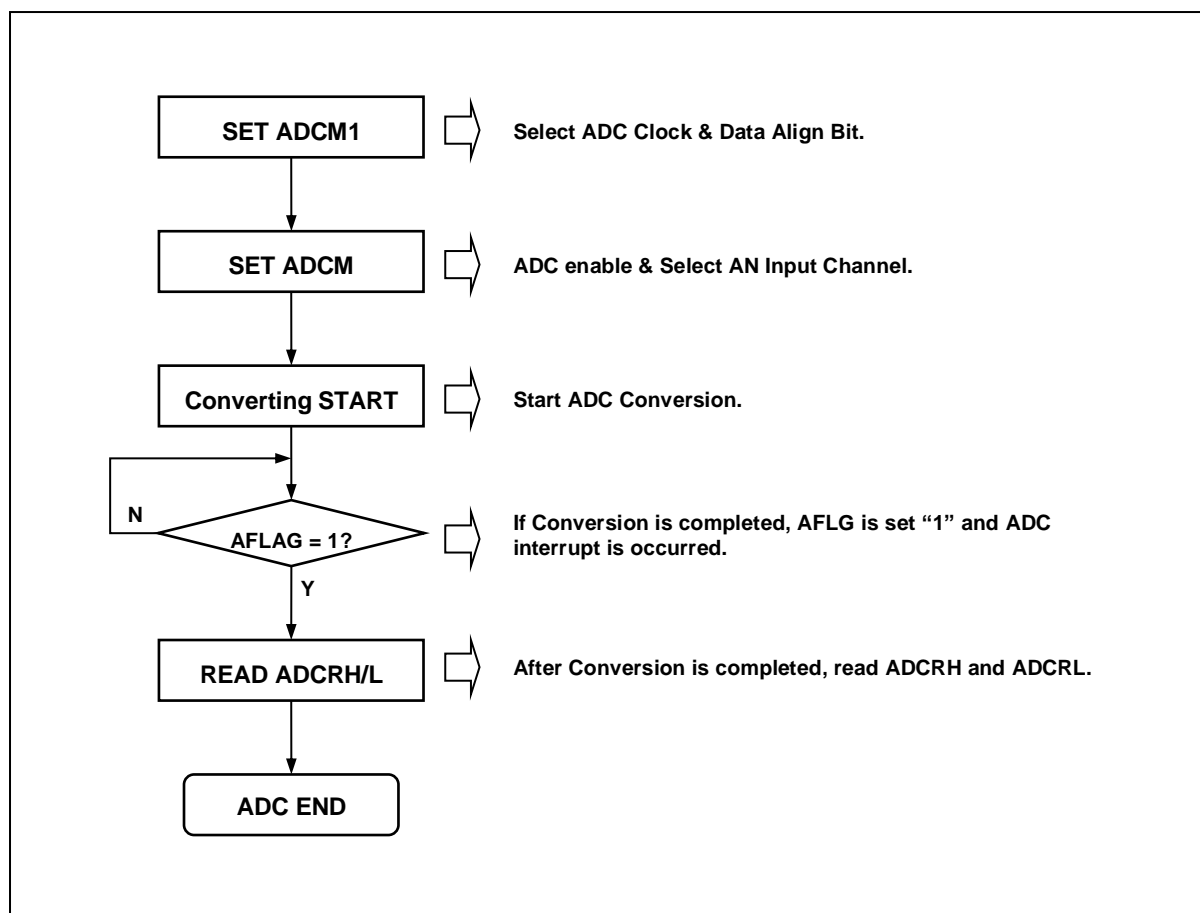 SET ADCM1
Select ADC Clock & Data Align Bit.
SET ADCM
ADC enable & Select AN Input Channel.
Converting START
Start ADC Conversion.
N
AFLAG = 1?
If Conversion is completed, AFLG is set “1” and ADC
interrupt is occurred.
Y
READ ADCRH/L
After Conversion is completed, read ADCRH and ADCRL.
ADC END